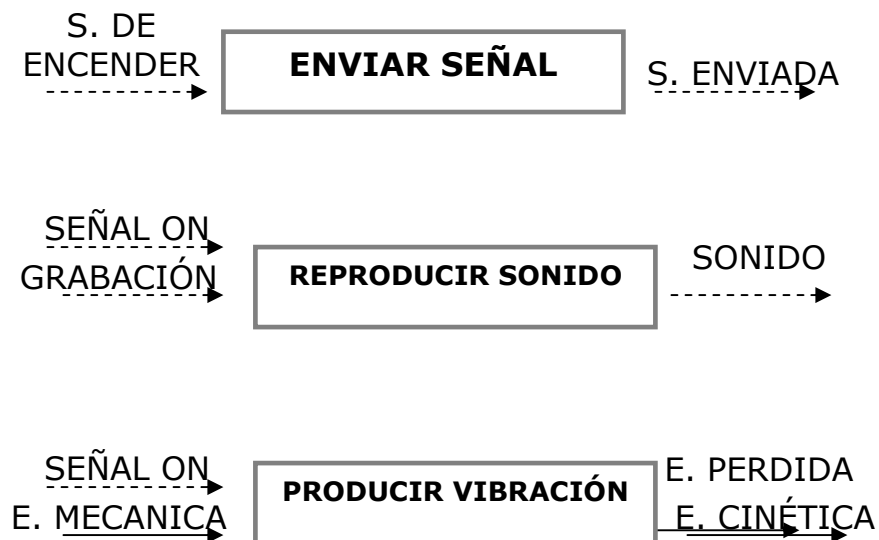 S. DE
ENCENDER
ENVIAR SEÑAL
S. ENVIADA
SEÑAL ON
GRABACIÓN
REPRODUCIR SONIDO
SONIDO
SEÑAL ON
E. MECANICA
PRODUCIR VIBRACIÓN
E. PERDIDA
E. CINÉTICA